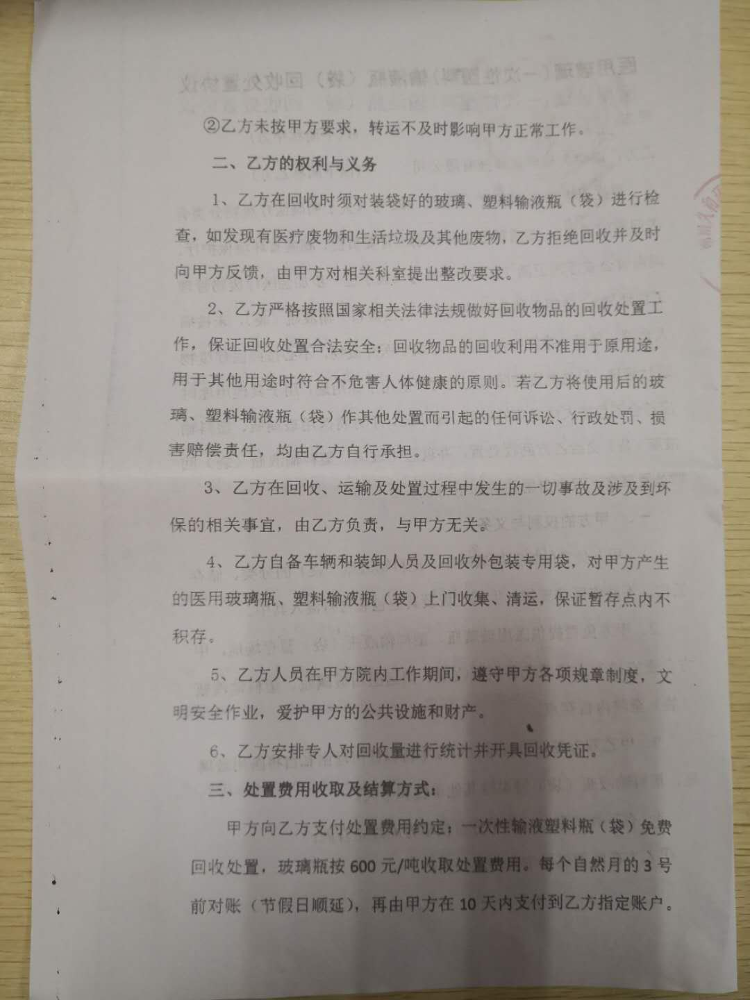 ②乙方未按甲方要求，转运不及时影响甲方正常工作。
二、乙方的权利与义务
1、乙方在回收时须对装袋好的玻璃、塑料输液瓶（袋）进行检
查，如发现有医疗废物和生活垃圾及其他废物，乙方拒绝回收并及时
向甲方反馈，由甲方对相关科室提出整改要求。
2、乙方严格按照国家相关法律法规做好回收物品的回收处置工
作，保证回收处置合法安全；回收物品的回收利用不准用于原用途，
用于其他用途时符合不危害人体健康的原则。若乙方将使用后的玻
璃、塑料输液瓶（袋）作其他处置而引起的任何诉讼、行政处罚、损
害赔偿责任，均由乙方自行承担。
3、乙方在回收、运输及处置过程中发生的一切事故及涉及到环
保的相关事宜，由乙方负责，与甲方无关。
4、乙方自备车辆和装卸人员及回收外包装专用袋，对甲方产生
的医用玻璃瓶、塑料输液瓶（袋）上门收集、清运，保证暂存点内不
积存。
5、乙方人员在甲方院内工作期间，遵守甲方各项规章制度，文
明安全作业，爱护甲方的公共设施和财产。
6、乙方安排专人对回收量进行统计并开具回收凭证。
三、处置费用收取及结算方式：
甲方向乙方支付处置费用约定：一次性输液塑料瓶（袋）免费
回收处置，玻璃瓶按 600 元/吨收取处置费用。每个自然月的 3 号
前对账（节假日顺延），再由甲方在 10 天内支付到乙方指定账户。